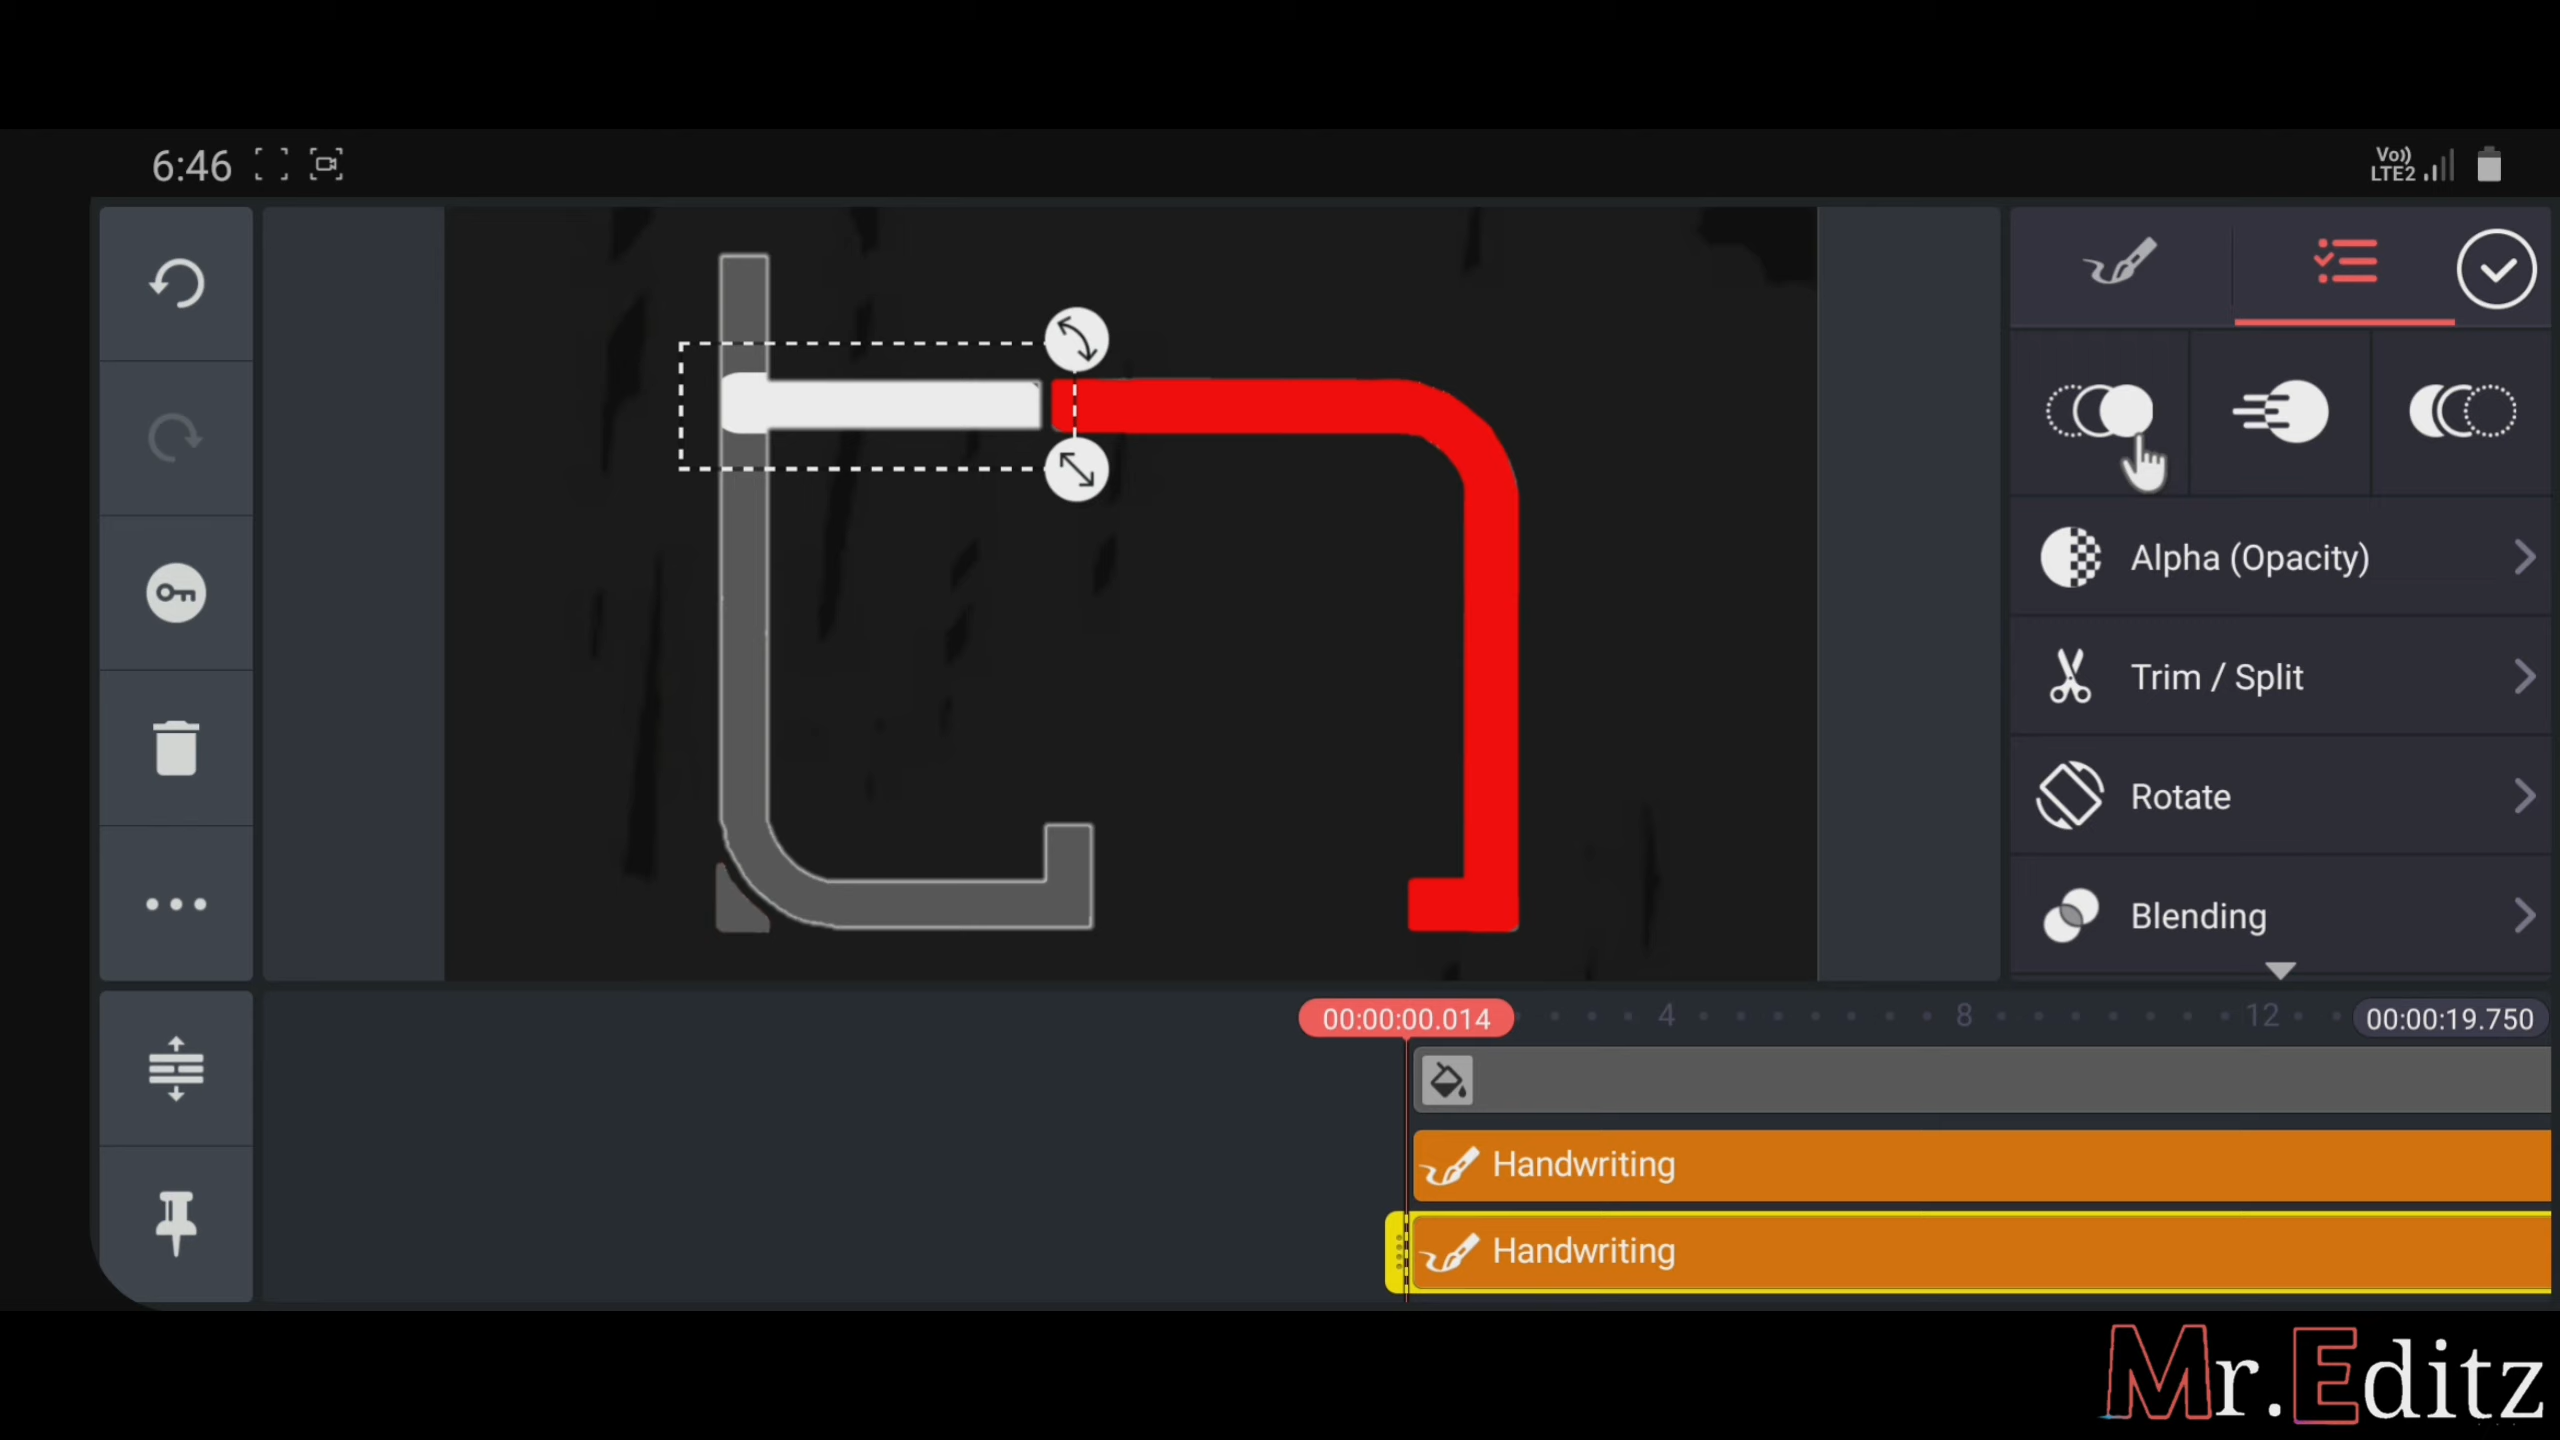 6:46
Vo))
LTE2
Alpha (Opacity)
Trim / Split
Rotate
Blending
00:00:00.014
4
8
12
00:00:19.750
Handwriting
Handwriting
Mr.Editz